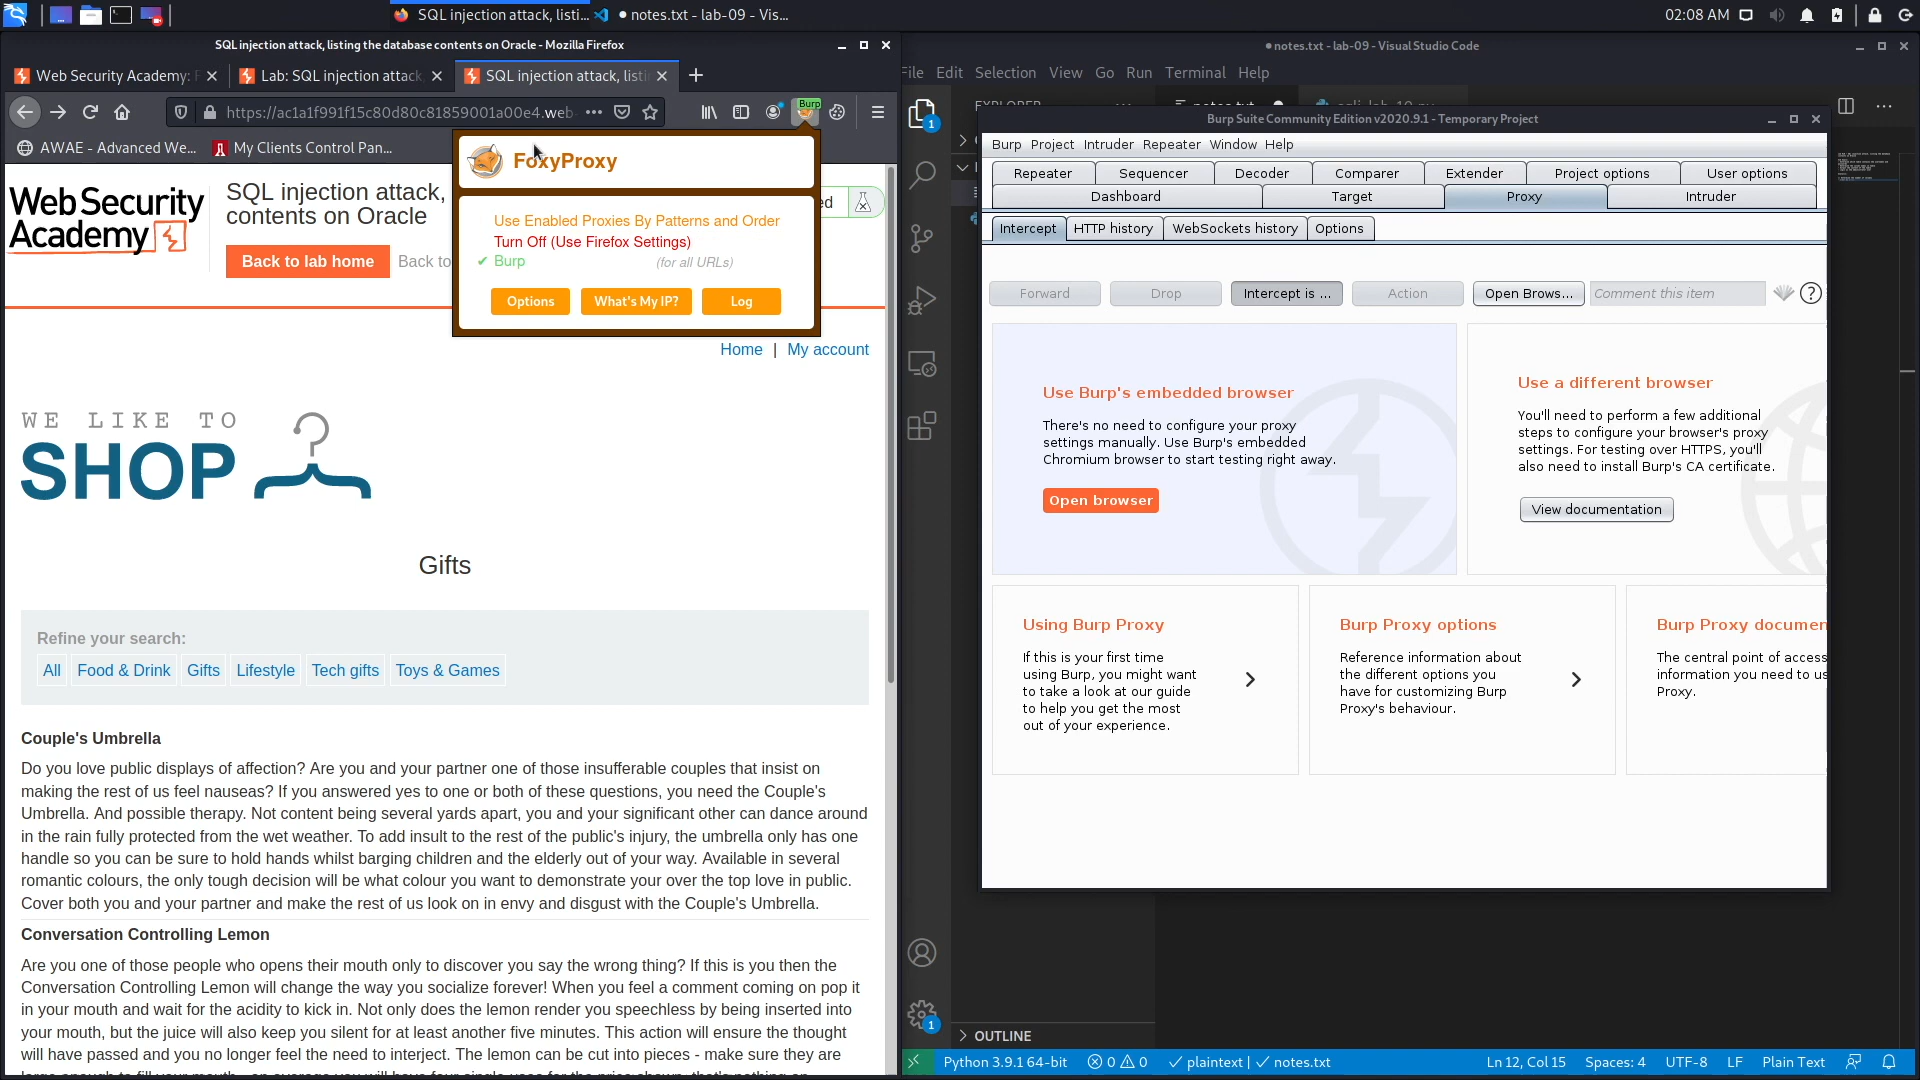 SQL injection attack, listi...
● notes.txt - lab-09 - Vis...
02:08 AM
SQL injection attack, listing the database contents on Oracle - Mozilla Firefox
Web Security Academy: F
Lab: SQL injection attack
SQL injection attack, listi
https://ac1a1f991f15c80d80c81859001a00e4.web-
Burp
AWAE - Advanced We...
My Clients Control Pan...
FoxyProxy
Use Enabled Proxies By Patterns and Order
Turn Off (Use Firefox Settings)
✔ Burp (for all URLs)
Options
What's My IP?
Log
Web Security
Academy
SQL injection attack,
contents on Oracle
Back to lab home
Back to
ed
Home | My account
WE LIKE TO
SHOP
Gifts
Refine your search:
All
Food & Drink
Gifts
Lifestyle
Tech gifts
Toys & Games
Couple's Umbrella
Do you love public displays of affection? Are you and your partner one of those insufferable couples that insist on
making the rest of us feel nauseas? If you answered yes to one or both of these questions, you need the Couple's
Umbrella. And possible therapy. Not content being several yards apart, you and your significant other can dance around
in the rain fully protected from the wet weather. To add insult to the rest of the public's injury, the umbrella only has one
handle so you can be sure to hold hands whilst barging children and the elderly out of your way. Available in several
romantic colours, the only tough decision will be what colour you want to demonstrate your over the top love in public.
Cover both you and your partner and make the rest of us look on in envy and disgust with the Couple's Umbrella.
Conversation Controlling Lemon
Are you one of those people who opens their mouth only to discover you say the wrong thing? If this is you then the
Conversation Controlling Lemon will change the way you socialize forever! When you feel a comment coming on pop it
in your mouth and wait for the acidity to kick in. Not only does the lemon render you speechless by being inserted into
your mouth, but the juice will also keep you silent for at least another five minutes. This action will ensure the thought
will have passed and you no longer feel the need to interject. The lemon can be cut into pieces - make sure they are
● notes.txt - lab-09 - Visual Studio Code
File Edit Selection View Go Run Terminal Help
1
EXPLORER
notes.txt
Burp Suite Community Edition v2020.9.1 - Temporary Project
Burp Project Intruder Repeater Window Help
Repeater
Sequencer
Decoder
Comparer
Extender
Project options
User options
Dashboard
Target
Proxy
Intruder
Intercept
HTTP history
WebSockets history
Options
Forward
Drop
Intercept is ...
Action
Open Brows...
Comment this item
?
Use Burp's embedded browser
There's no need to configure your proxy
settings manually. Use Burp's embedded
Chromium browser to start testing right away.
Open browser
Use a different browser
You'll need to perform a few additional
steps to configure your browser's proxy
settings. For testing over HTTPS, you'll
also need to install Burp's CA certificate.
View documentation
Using Burp Proxy
If this is your first time
using Burp, you might want
to take a look at our guide
to help you get the most
out of your experience.
Burp Proxy options
Reference information about
the different options you
have for customizing Burp
Proxy's behaviour.
Burp Proxy documen
The central point of access
information you need to us
Proxy.
1
OUTLINE
Python 3.9.1 64-bit
0 0
✓ plaintext | ✓ notes.txt
Ln 12, Col 15
Spaces: 4
UTF-8
LF
Plain Text